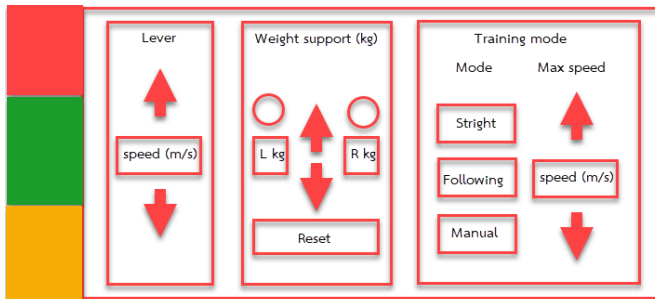 Lever
speed (m/s)
Weight support (kg)
L kg
R kg
Reset
Training mode
Mode
Max speed
Stright
Following
Manual
speed (m/s)